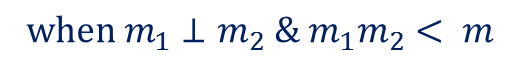 when m₁ ⊥ m₂ & m₁m₂ < m